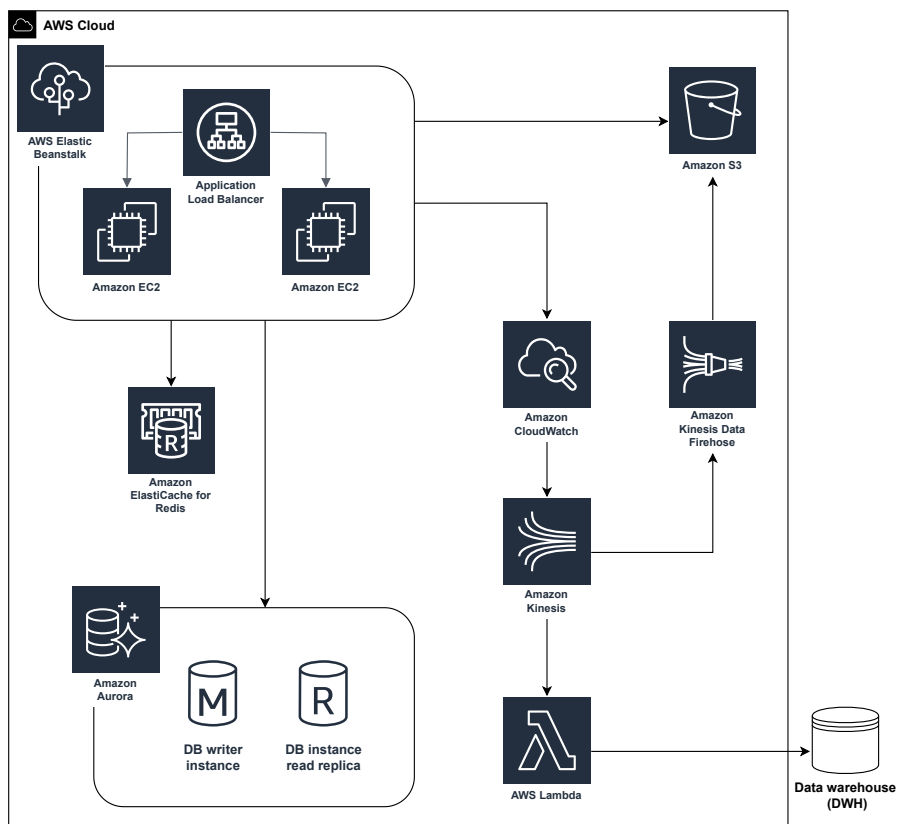 AWS Cloud
AWS Elastic
Beanstalk
Application
Load Balancer
Amazon EC2
Amazon EC2
Amazon S3
Amazon
CloudWatch
Amazon
Kinesis Data
Firehose
Amazon
ElastiCache for
Redis
R
Amazon
Kinesis
Amazon
Aurora
M
R
DB writer
instance
DB instance
read replica
AWS Lambda
Data warehouse
(DWH)